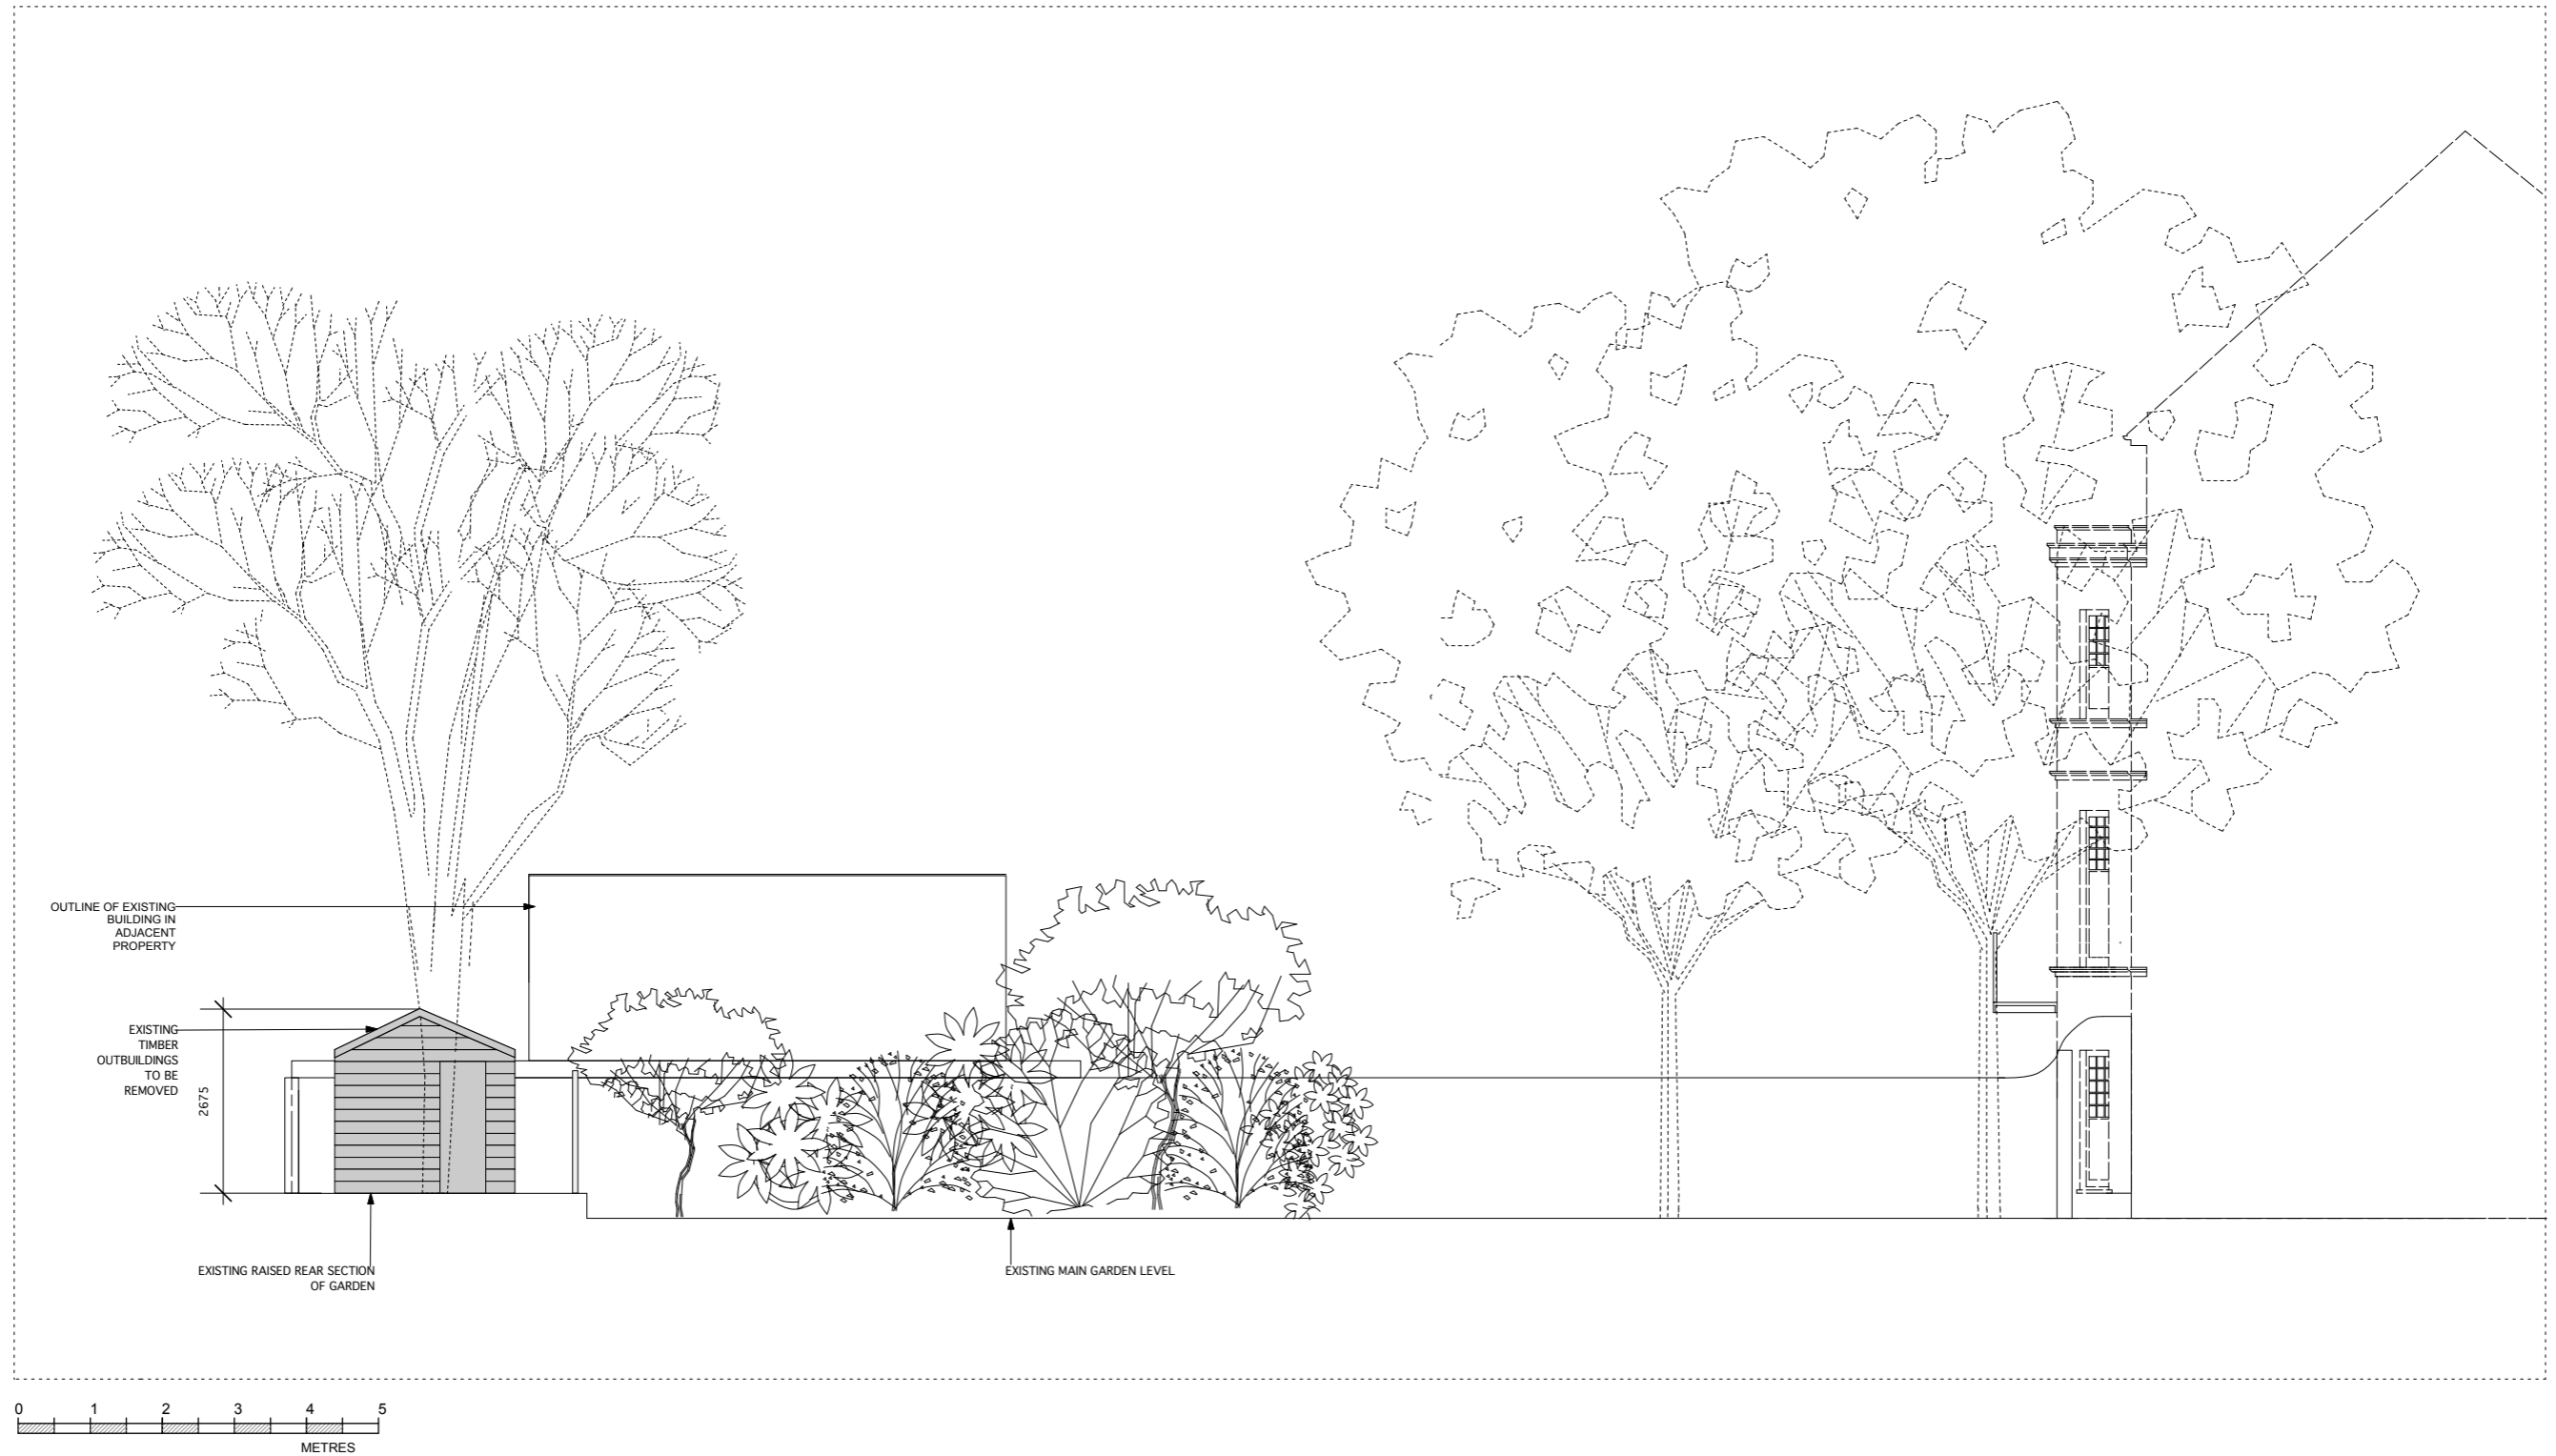 OUTLINE OF EXISTING
BUILDING IN
ADJACENT
PROPERTY
EXISTING
TIMBER
OUTBUILDINGS
TO BE
REMOVED
2675
EXISTING RAISED REAR SECTION
OF GARDEN
EXISTING MAIN GARDEN LEVEL
0 1 2 3 4 5
METRES